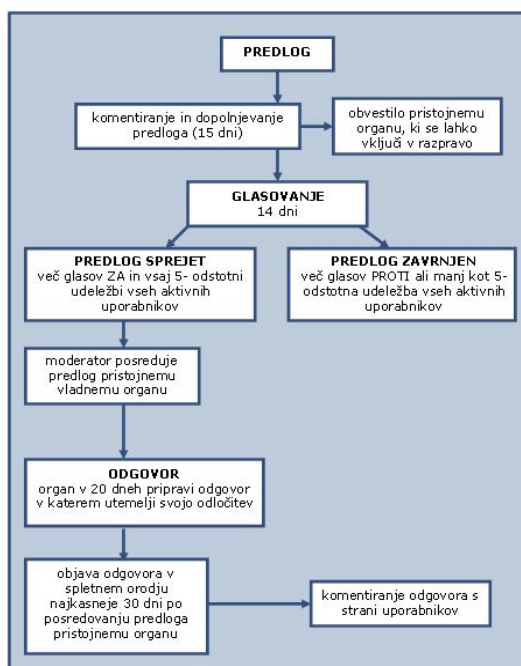 PREDLOG
komentiranje in dopolnjevanje
predloga (15 dni)
obvestilo pristojnemu
organu, ki se lahko
vključi v razpravo
GLASOVANJE
14 dni
PREDLOG SPREJET
več glasov ZA in vsaj 5- odstotni
udeležbi vseh aktivnih
uporabnikov
PREDLOG ZAVRNJEN
več glasov PROTI ali manj kot 5-
odstotna udeležba vseh aktivnih
uporabnikov
moderator posreduje
predlog pristojnemu
vladnemu organu
ODGOVOR
organ v 20 dneh pripravi odgovor
v katerem utemelji svojo odločitev
objava odgovora v
spletnem orodju
najkasneje 30 dni po
posredovanju predloga
pristojnemu organu
komentiranje odgovora s
strani uporabnikov